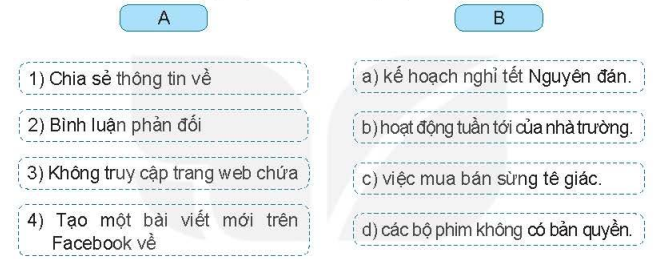 A
B
1) Chia sẻ thông tin về
a) kế hoạch nghỉ tết Nguyên đán.
2) Bình luận phản đối
b) hoạt động tuần tới của nhà trường.
3) Không truy cập trang web chứa
c) việc mua bán sừng tê giác.
4) Tạo một bài viết mới trên
Facebook về
d) các bộ phim không có bản quyền.